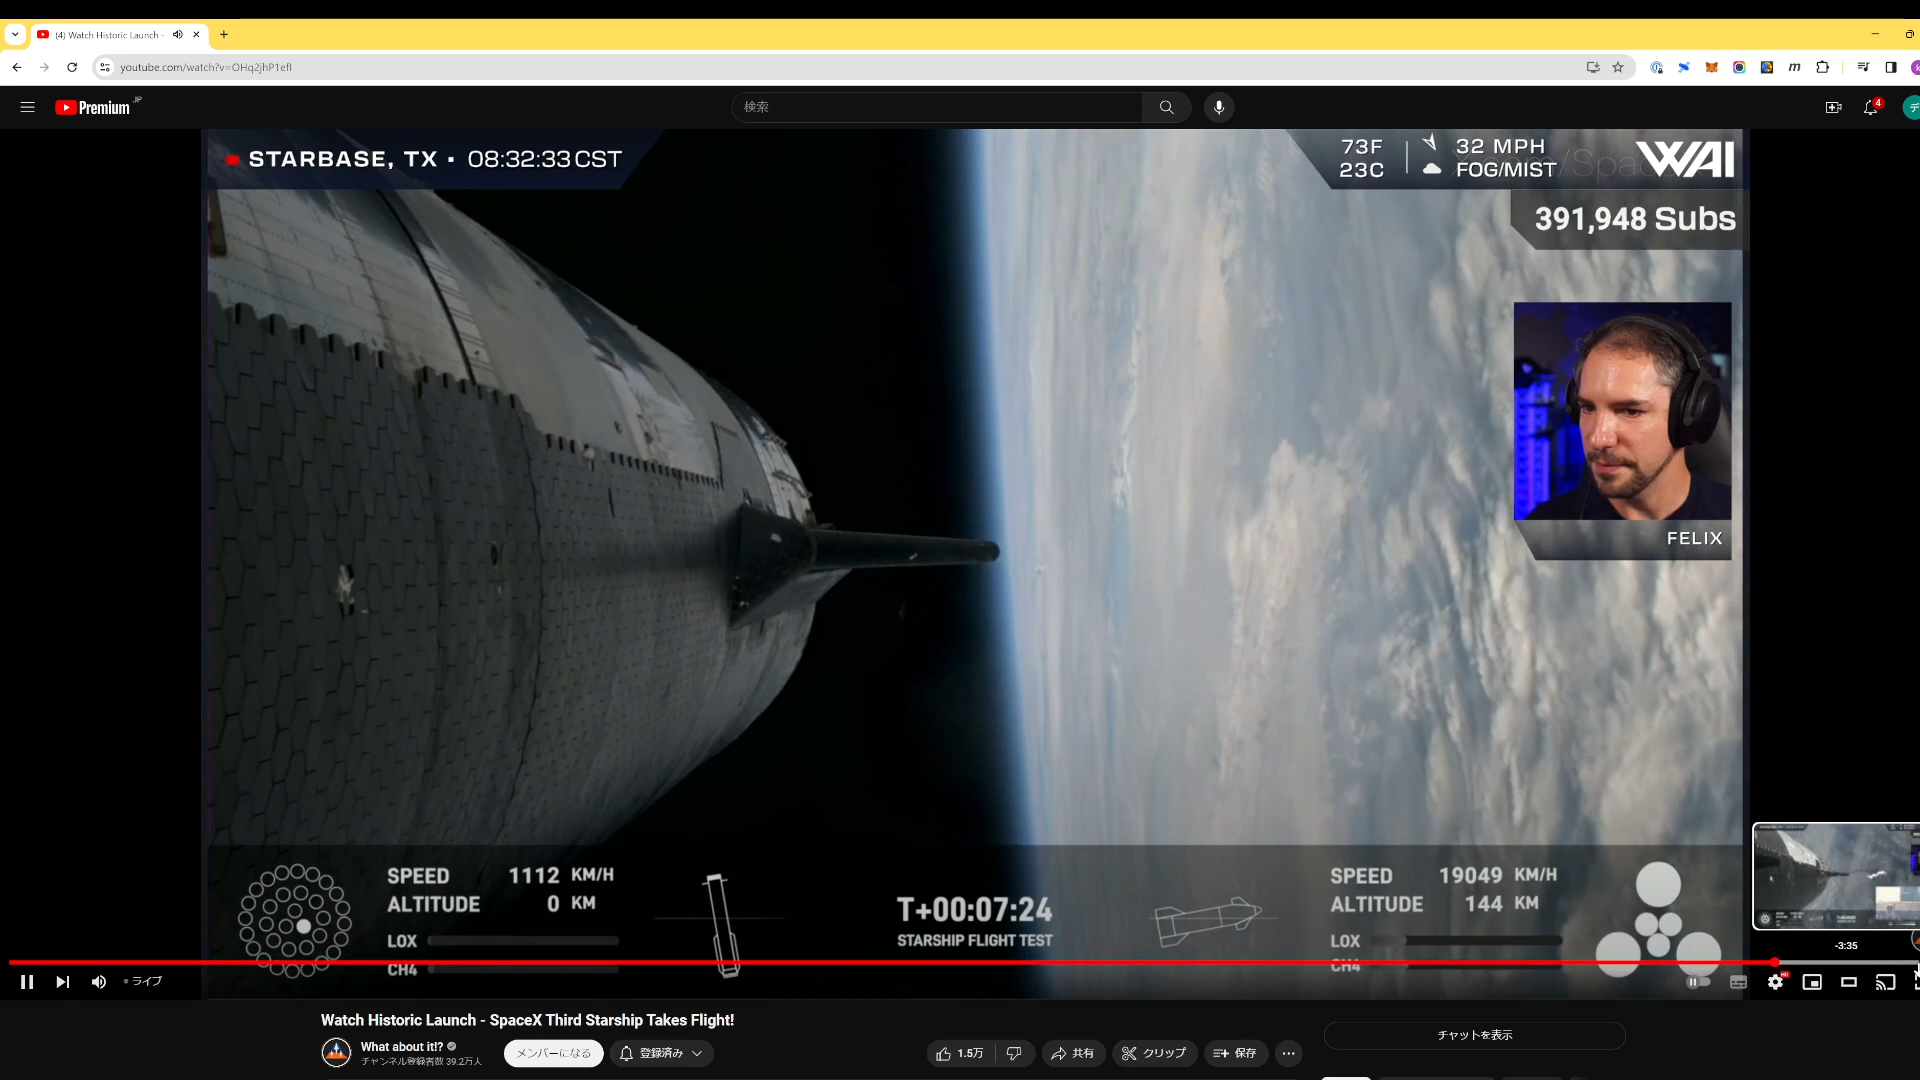 (4) Watch Historic Launch -
youtube.com/watch?v=OHq2jhP1efI
Premium JP
検索
4
デ
STARBASE, TX · 08:32:33 CST
73F
23C
32 MPH
FOG/MIST
WAI
391,948 Subs
FELIX
SPEED 1112 KM/H
ALTITUDE 0 KM
LOX
CH4
T+00:07:24
STARSHIP FLIGHT TEST
SPEED 19049 KM/H
ALTITUDE 144 KM
LOX
CH4
-3:35
ライブ
Watch Historic Launch - SpaceX Third Starship Takes Flight!
What about it!?
チャンネル登録者数 39.2万人
メンバーになる
登録済み
1.5万
共有
クリップ
保存
チャットを表示